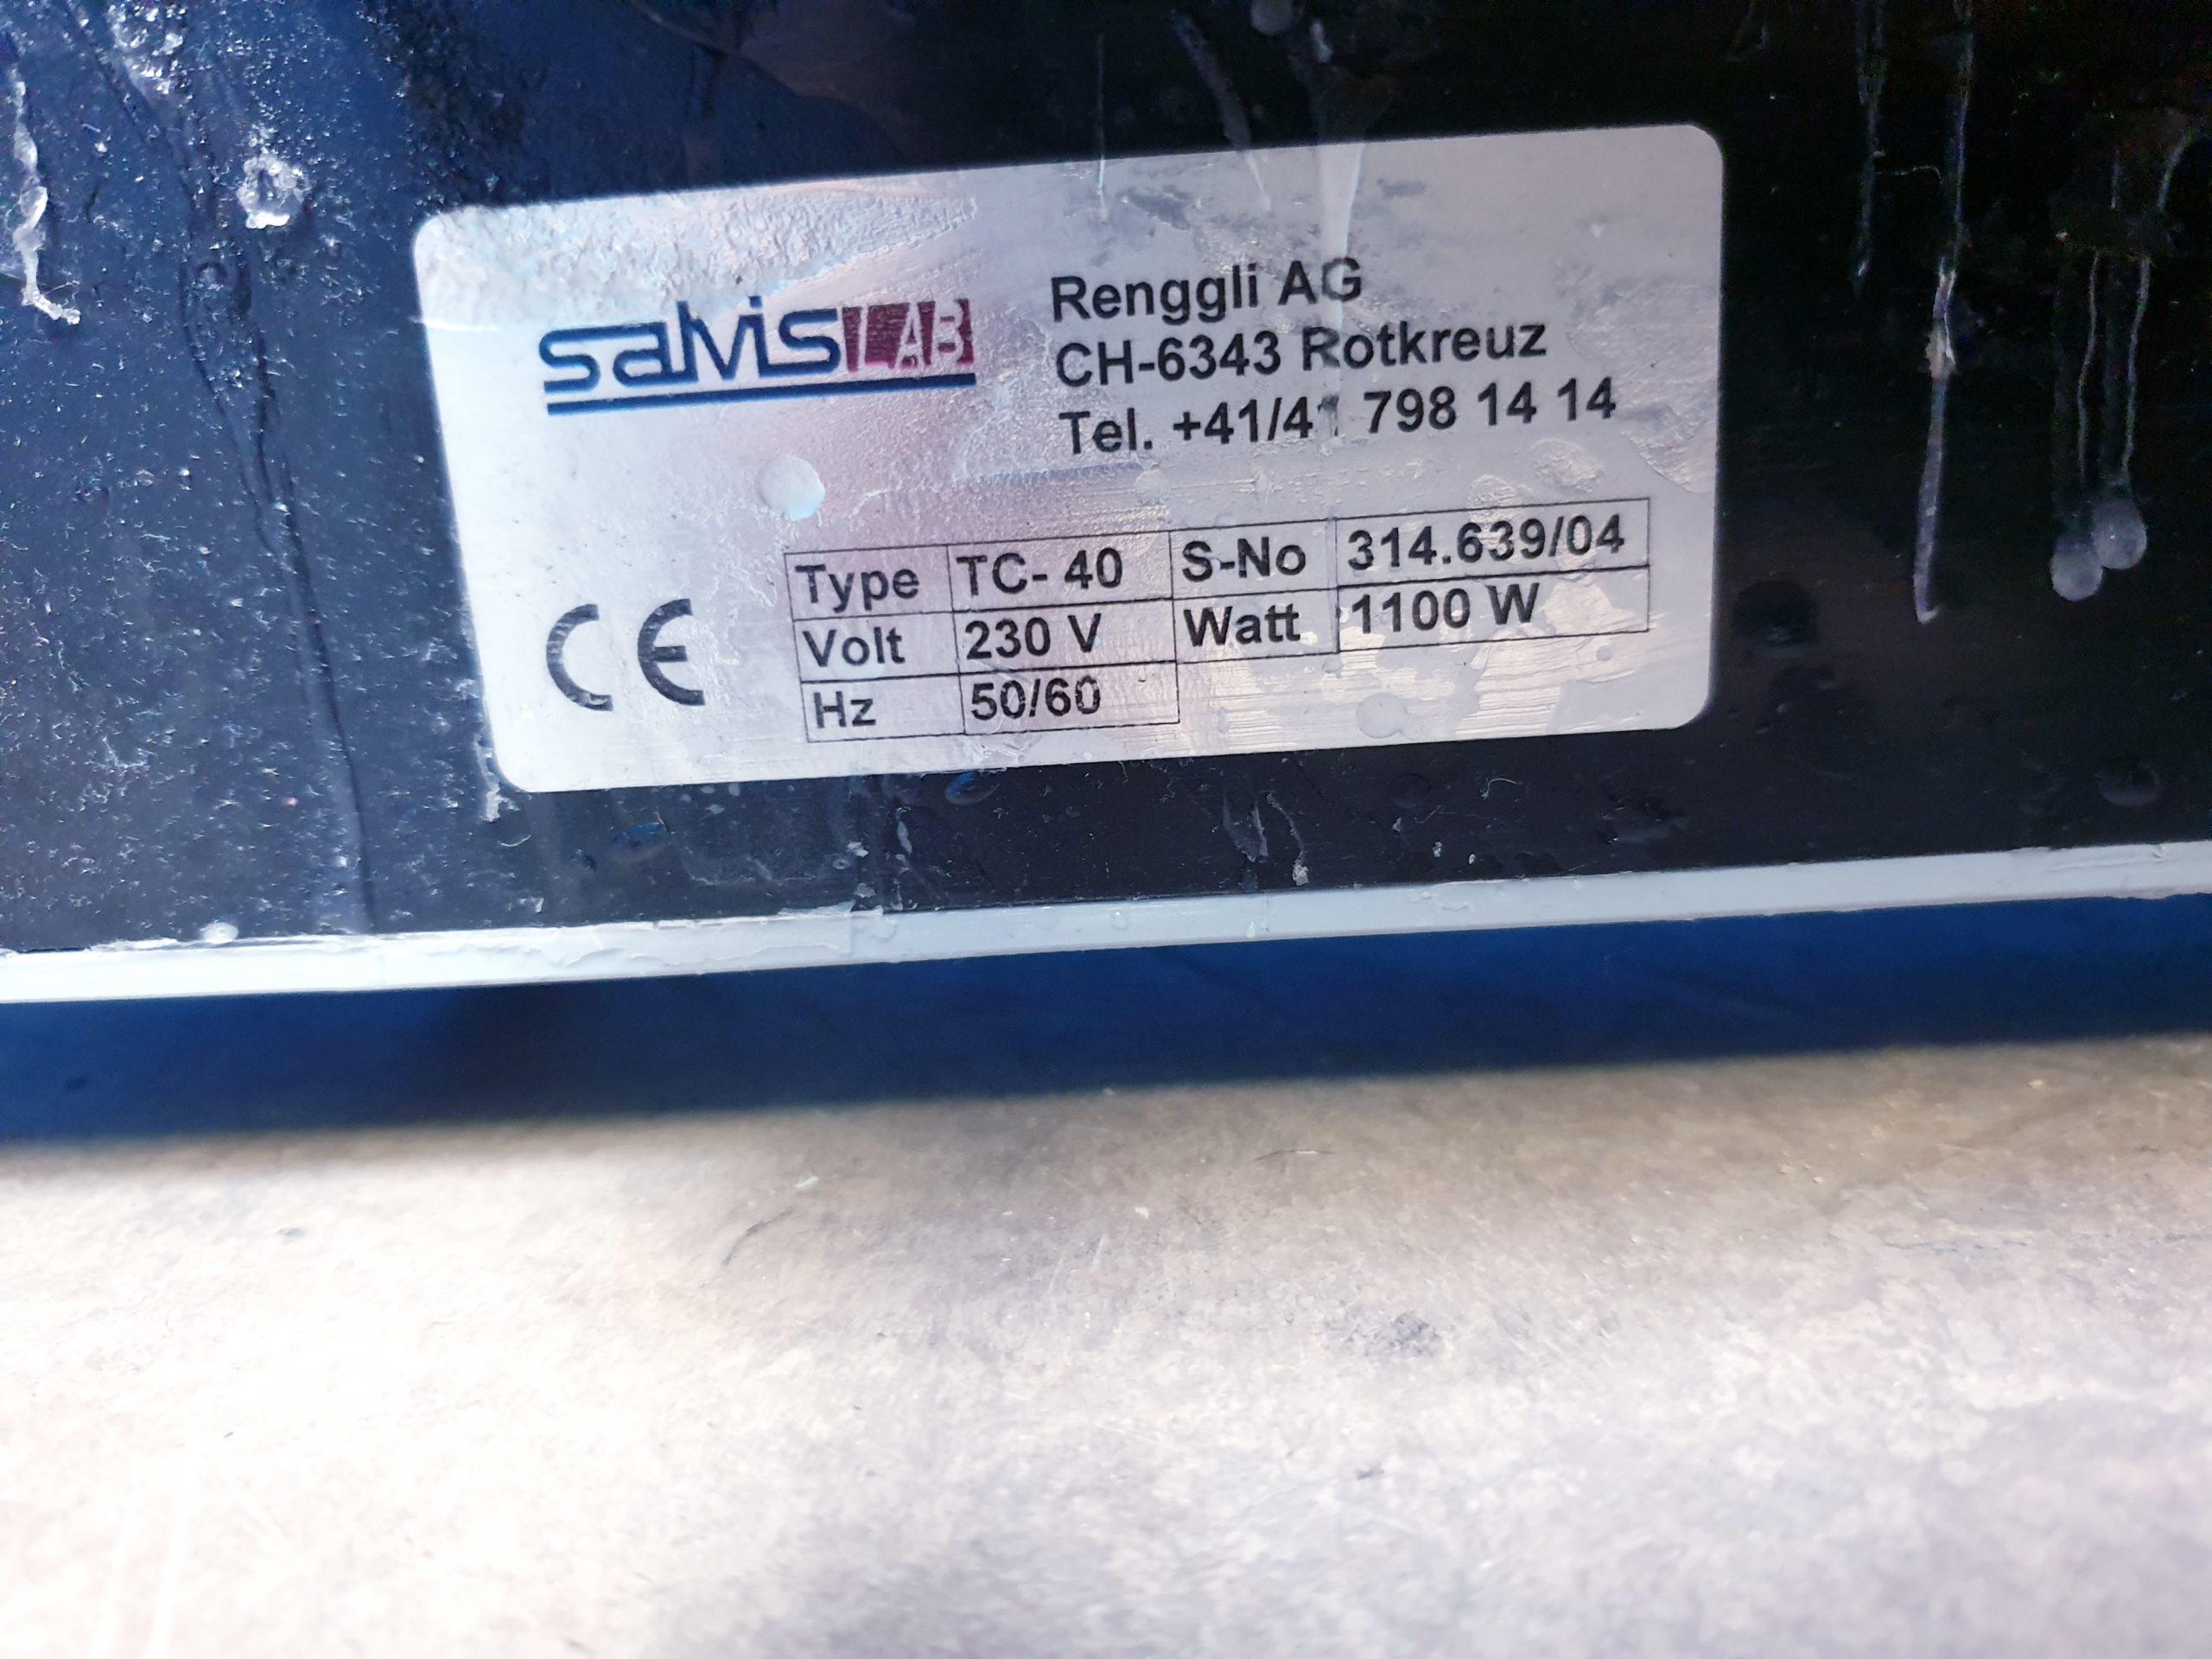 salvisLAB
Renggli AG
CH-6343 Rotkreuz
Tel. +41/41 798 14 14
CE
Type TC- 40 S-No 314.639/04
Volt 230 V Watt 1100 W
Hz 50/60